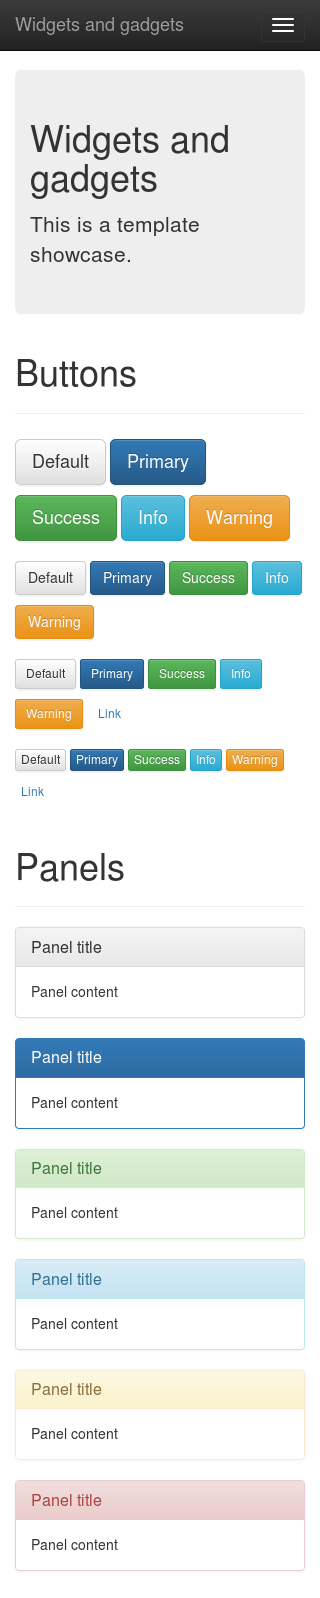 Widgets and gadgets
Widgets and
gadgets
This is a template
showcase.
Buttons
Default Primary
Success Info Warning
Default Primary Success Info
Warning
Default Primary Success Info
Warning Link
Default Primary Success Info Warning
Link
Panels
Panel title
Panel content
Panel title
Panel content
Panel title
Panel content
Panel title
Panel content
Panel title
Panel content
Panel title
Panel content